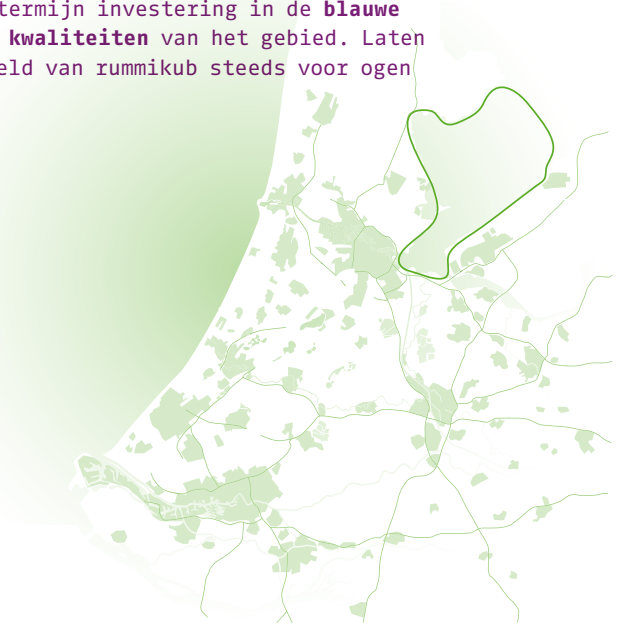 termijn investering in de blauwe
kwaliteiten van het gebied. Laten
eld van rummikub steeds voor ogen